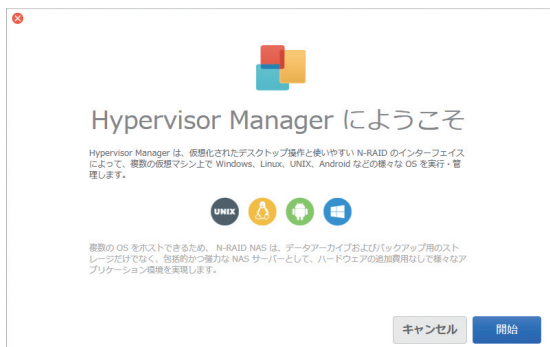 Hypervisor Manager にようこそ
Hypervisor Manager は、仮想化されたデスクトップ操作と使いやすい N-RAID のインターフェイス
によって、複数の仮想マシン上で Windows、Linux、UNIX、Android などの様々な OS を実行・管
理します。
UNIX
複数の OS をホストできるため、 N-RAID NAS は、データアーカイブおよびバックアップ用のスト
レージだけでなく、包括的かつ強力な NAS サーバーとして、ハードウェアの追加費用なしで様々なア
プリケーション環境を実現します。
キャンセル
開始